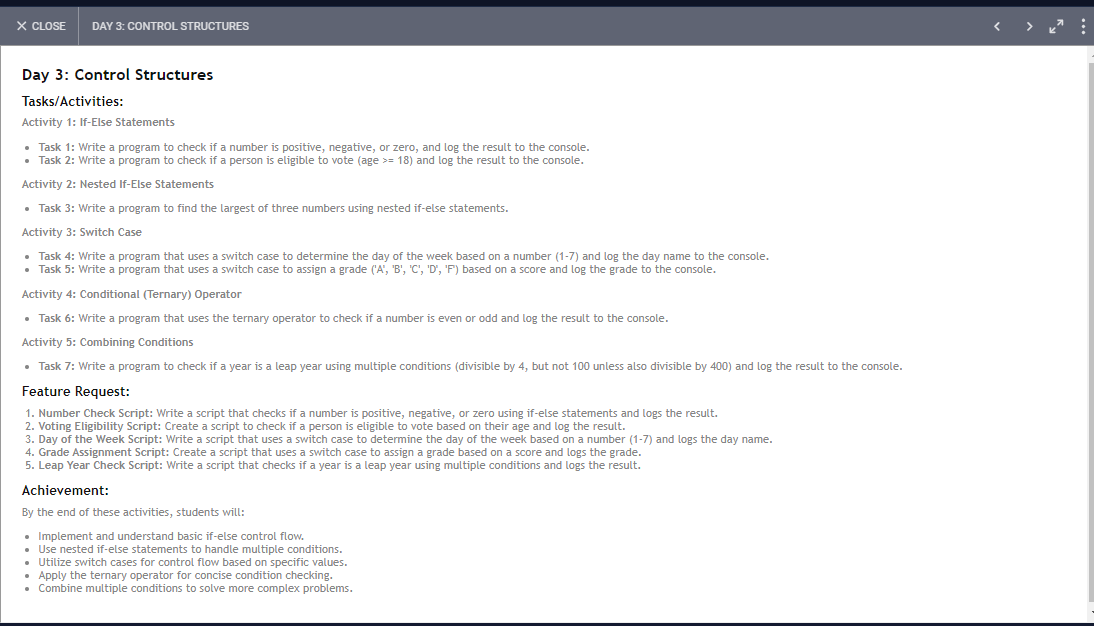 CLOSE
DAY 3: CONTROL STRUCTURES
Day 3: Control Structures
Tasks/Activities:
Activity 1: If-Else Statements
Task 1: Write a program to check if a number is positive, negative, or zero, and log the result to the console.
Task 2: Write a program to check if a person is eligible to vote (age >= 18) and log the result to the console.
Activity 2: Nested If-Else Statements
Task 3: Write a program to find the largest of three numbers using nested if-else statements.
Activity 3: Switch Case
Task 4: Write a program that uses a switch case to determine the day of the week based on a number (1-7) and log the day name to the console.
Task 5: Write a program that uses a switch case to assign a grade ('A', 'B', 'C', 'D', 'F') based on a score and log the grade to the console.
Activity 4: Conditional (Ternary) Operator
Task 6: Write a program that uses the ternary operator to check if a number is even or odd and log the result to the console.
Activity 5: Combining Conditions
Task 7: Write a program to check if a year is a leap year using multiple conditions (divisible by 4, but not 100 unless also divisible by 400) and log the result to the console.
Feature Request:
1. Number Check Script: Write a script that checks if a number is positive, negative, or zero using if-else statements and logs the result.
2. Voting Eligibility Script: Create a script to check if a person is eligible to vote based on their age and log the result.
3. Day of the Week Script: Write a script that uses a switch case to determine the day of the week based on a number (1-7) and logs the day name.
4. Grade Assignment Script: Create a script that uses a switch case to assign a grade based on a score and logs the grade.
5. Leap Year Check Script: Write a script that checks if a year is a leap year using multiple conditions and logs the result.
Achievement:
By the end of these activities, students will:
Implement and understand basic if-else control flow.
Use nested if-else statements to handle multiple conditions.
Utilize switch cases for control flow based on specific values.
Apply the ternary operator for concise condition checking.
Combine multiple conditions to solve more complex problems.